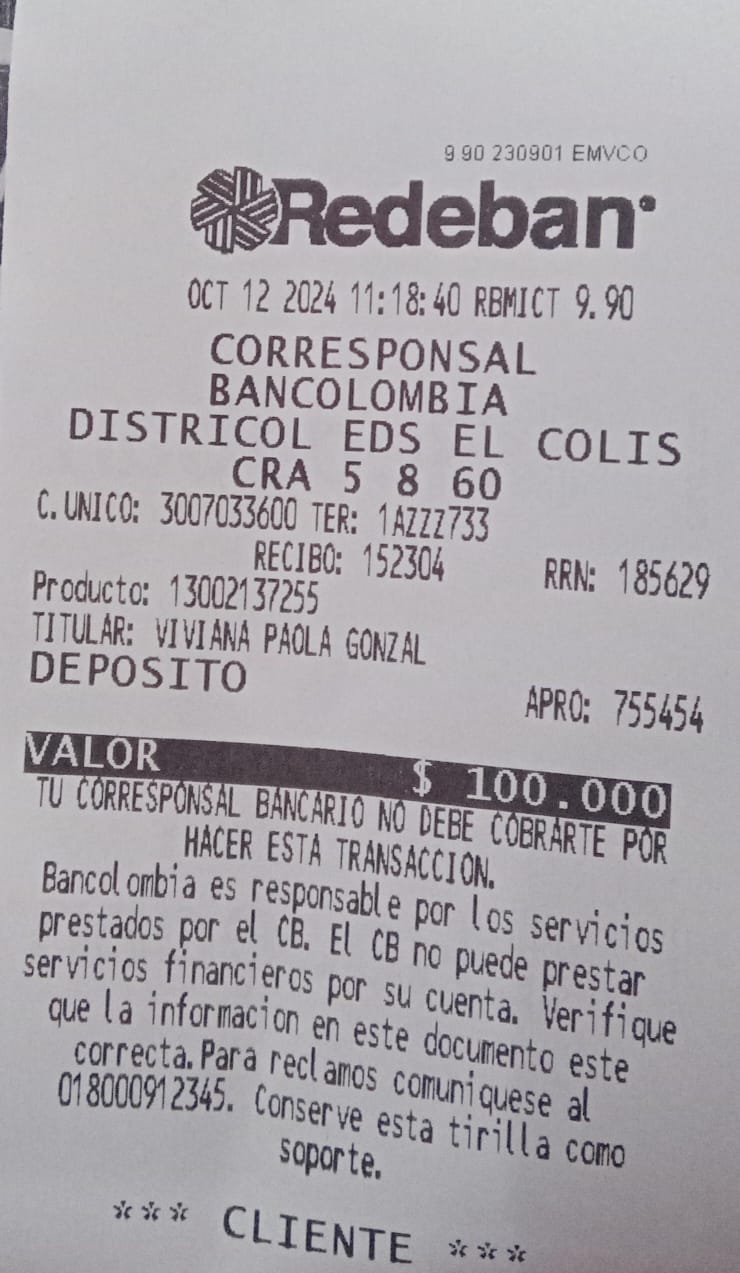 9.90 230901 EMVCO
Redeban
OCT 12 2024 11:18:40 RBMICT 9.90
CORRESPONSAL
BANCOLOMBIA
DISTRICOL EDS EL COLIS
CRA 5 8 60
C.UNICO: 3007033600 TER: 1AZZZ733
RECIBO: 152304 RRN: 185629
Producto: 13002137255
TITULAR: VIVIANA PAOLA GONZAL
DEPOSITO
APRO: 755454
VALOR $ 100.000
TU CORRESPONSAL BANCARIO NO DEBE COBRARTE POR
HACER ESTA TRANSACCION.
Bancolombia es responsable por los servicios
prestados por el CB. El CB no puede prestar
servicios financieros por su cuenta. Verifique
que la informacion en este documento este
correcta.Para reclamos comuniquese al
018000912345. Conserve esta tirilla como
soporte.
*** CLIENTE ***